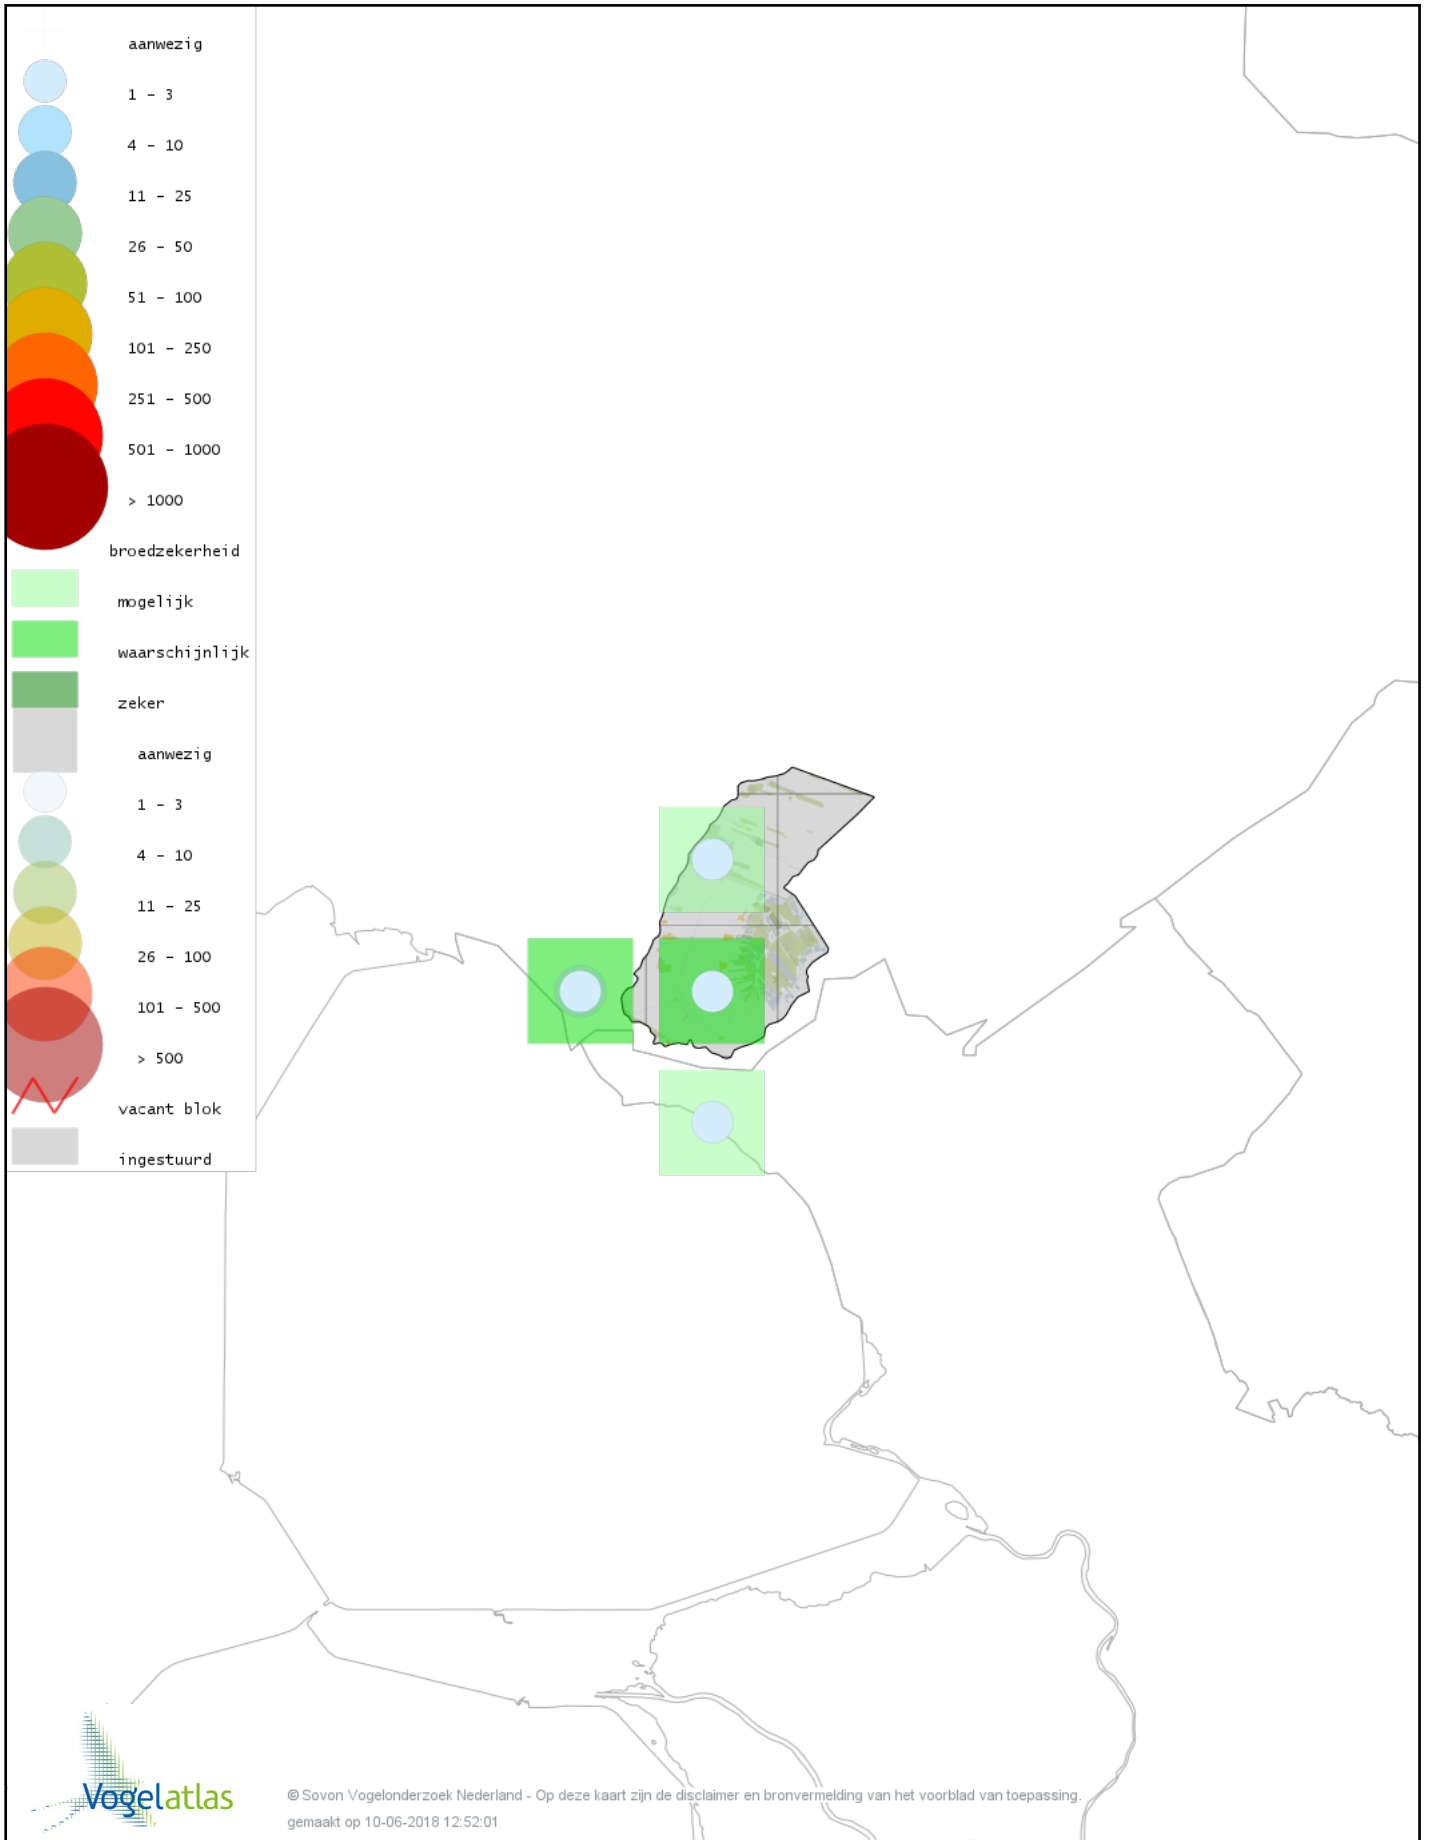 aanwezig
1 - 3
4 - 10
11 - 25
26 - 50
51 - 100
101 - 250
251 - 500
501 - 1000
> 1000
broedzekerheid
mogelijk
waarschijnlijk
zeker
aanwezig
1 - 3
4 - 10
11 - 25
26 - 100
101 - 500
> 500
vacant blok
ingestuurd
Vogelatlas
© Sovon Vogelonderzoek Nederland - Op deze kaart zijn de disclaimer en bronvermelding van het voorblad van toepassing.
gemaakt op 10-06-2018 12:52:01